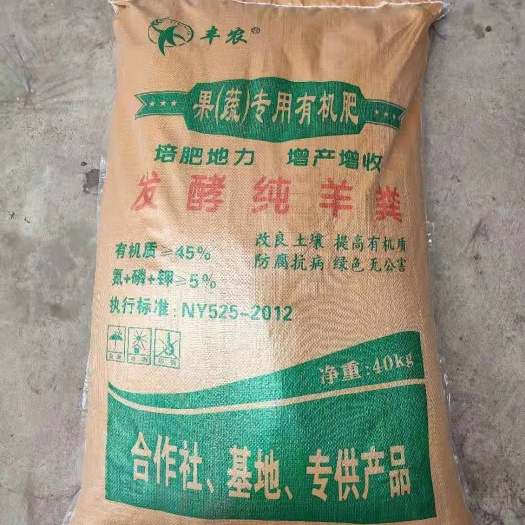 丰农®
果(蔬)专用有机肥
培肥地力 增产增收
发酵纯羊粪
有机质≥45% 改良土壤 提高有机质
氮+磷+钾≥5% 防腐抗病 绿色无公害
执行标准:NY525-2012
净重:40kg
合作社、基地、专供产品